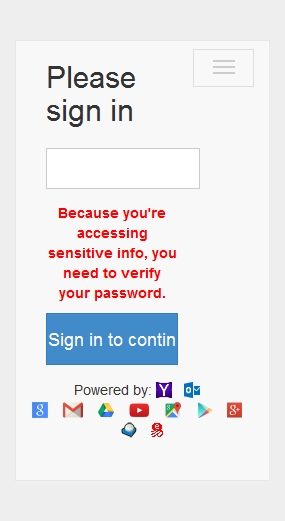 Please
sign in
Because you're
accessing
sensitive info, you
need to verify
your password.
Sign in to contin
Powered by: